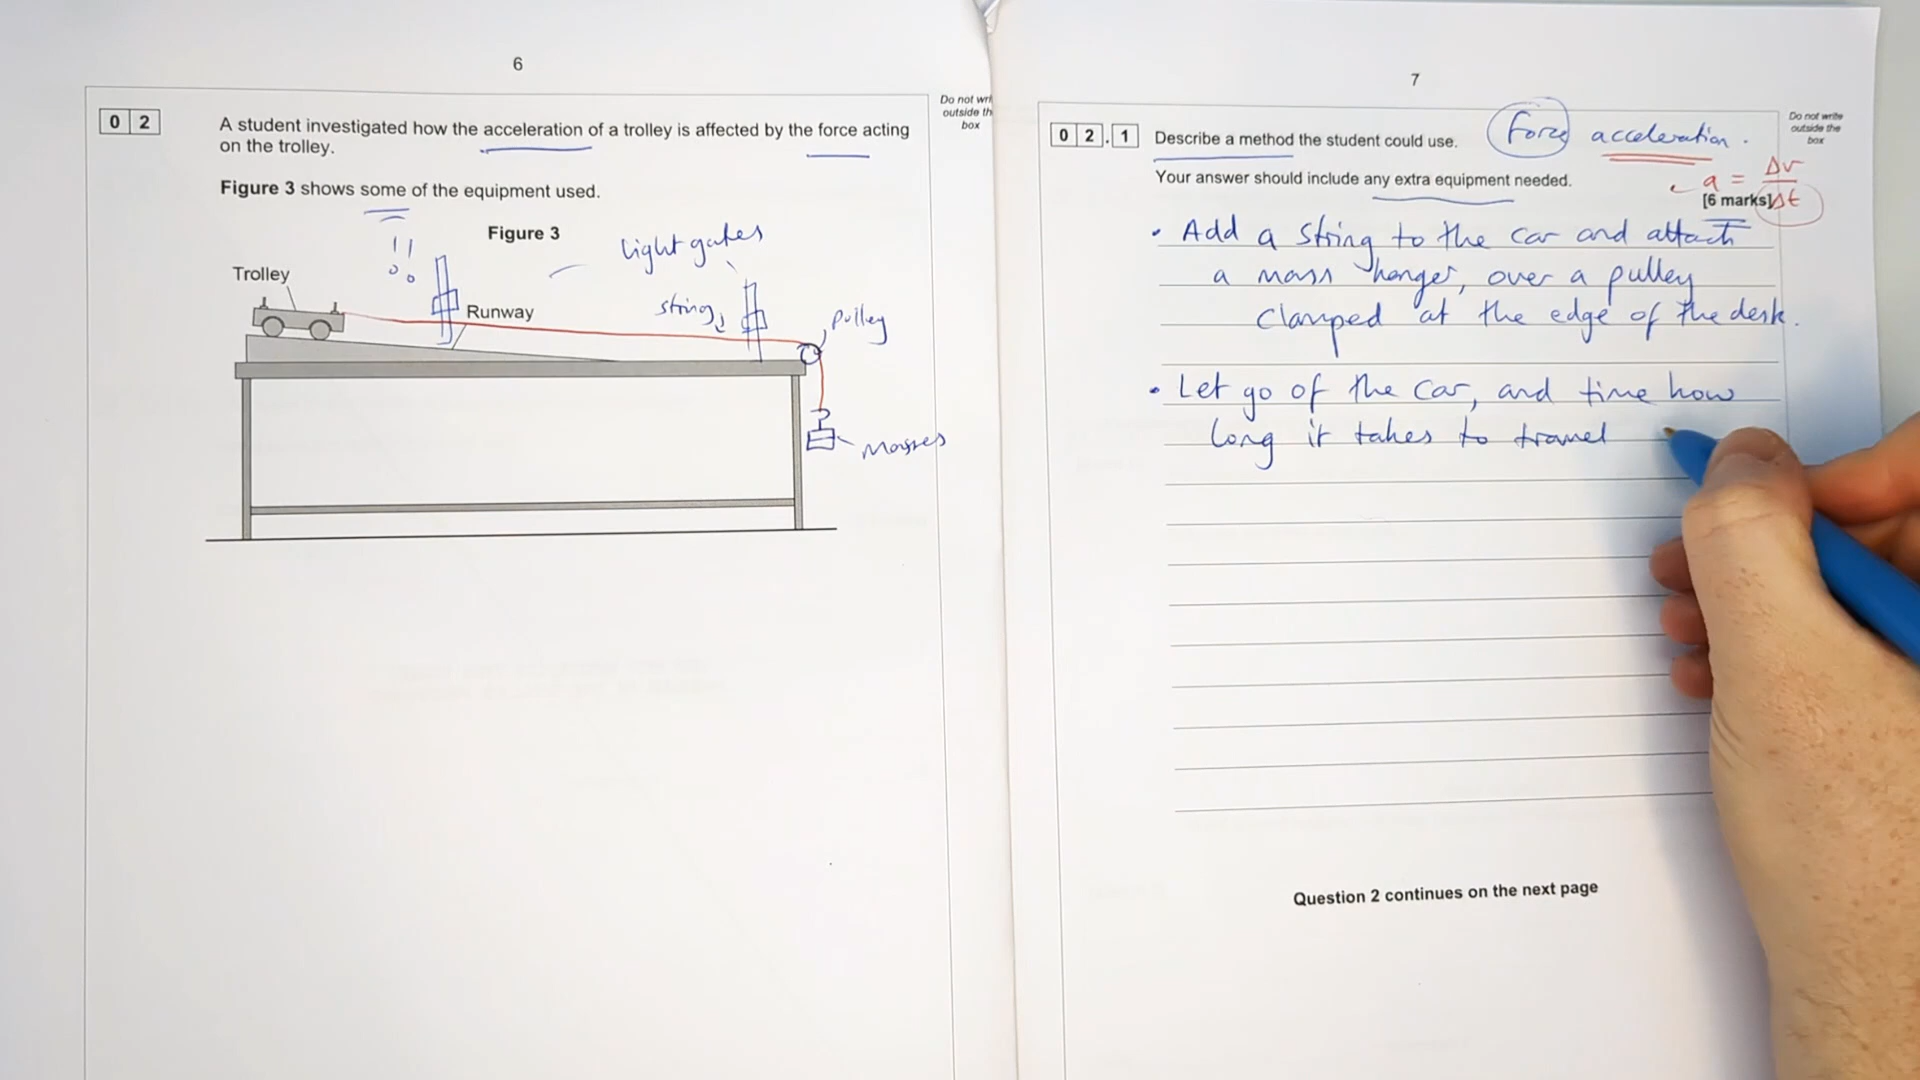 6
0 2
A student investigated how the acceleration of a trolley is affected by the force acting
on the trolley.
Figure 3 shows some of the equipment used.
Figure 3
Do not wri
outside th
box
Light gates
Trolley
Runway
string
Pulley
Masses
7
0 2 . 1
Describe a method the student could use.
Force acceleration.
Your answer should include any extra equipment needed.
a = Δv
Δt
[6 marks]
Do not write
outside the
box
• Add a string to the car and attach
a mass hanger, over a pulley
clamped at the edge of the desk.
• Let go of the car, and time how
long it takes to travel
Question 2 continues on the next page